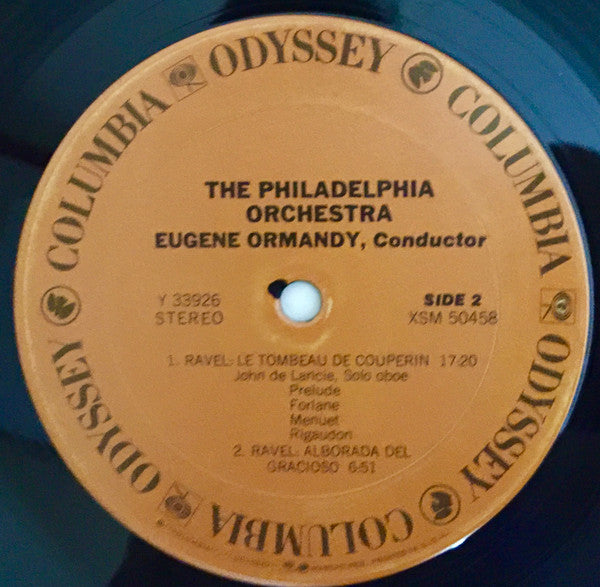 COLUMBIA ODYSSEY COLUMBIA ODYSSEY COLUMBIA ODYSSEY
THE PHILADELPHIA
ORCHESTRA
EUGENE ORMANDY, Conductor
Y 33926
STEREO
SIDE 2
XSM 50458
1. RAVEL: LE TOMBEAU DE COUPERIN 17:20
John de Lancie, Solo oboe
Prelude
Forlane
Menuet
Rigaudon
2. RAVEL: ALBORADA DEL
GRACIOSO 6:51